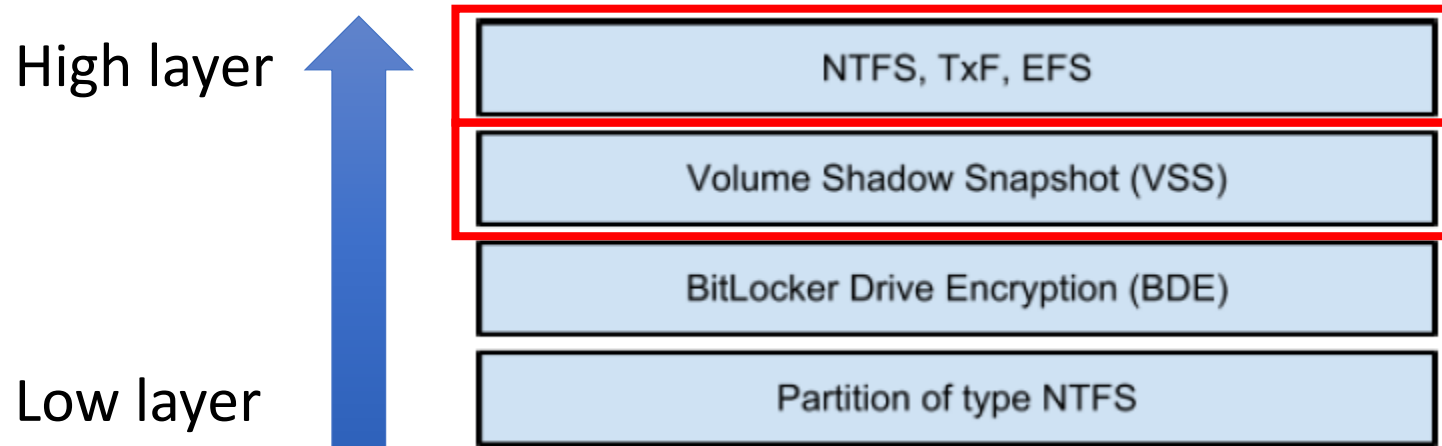 High layer
NTFS, TxF, EFS
Volume Shadow Snapshot (VSS)
BitLocker Drive Encryption (BDE)
Low layer
Partition of type NTFS